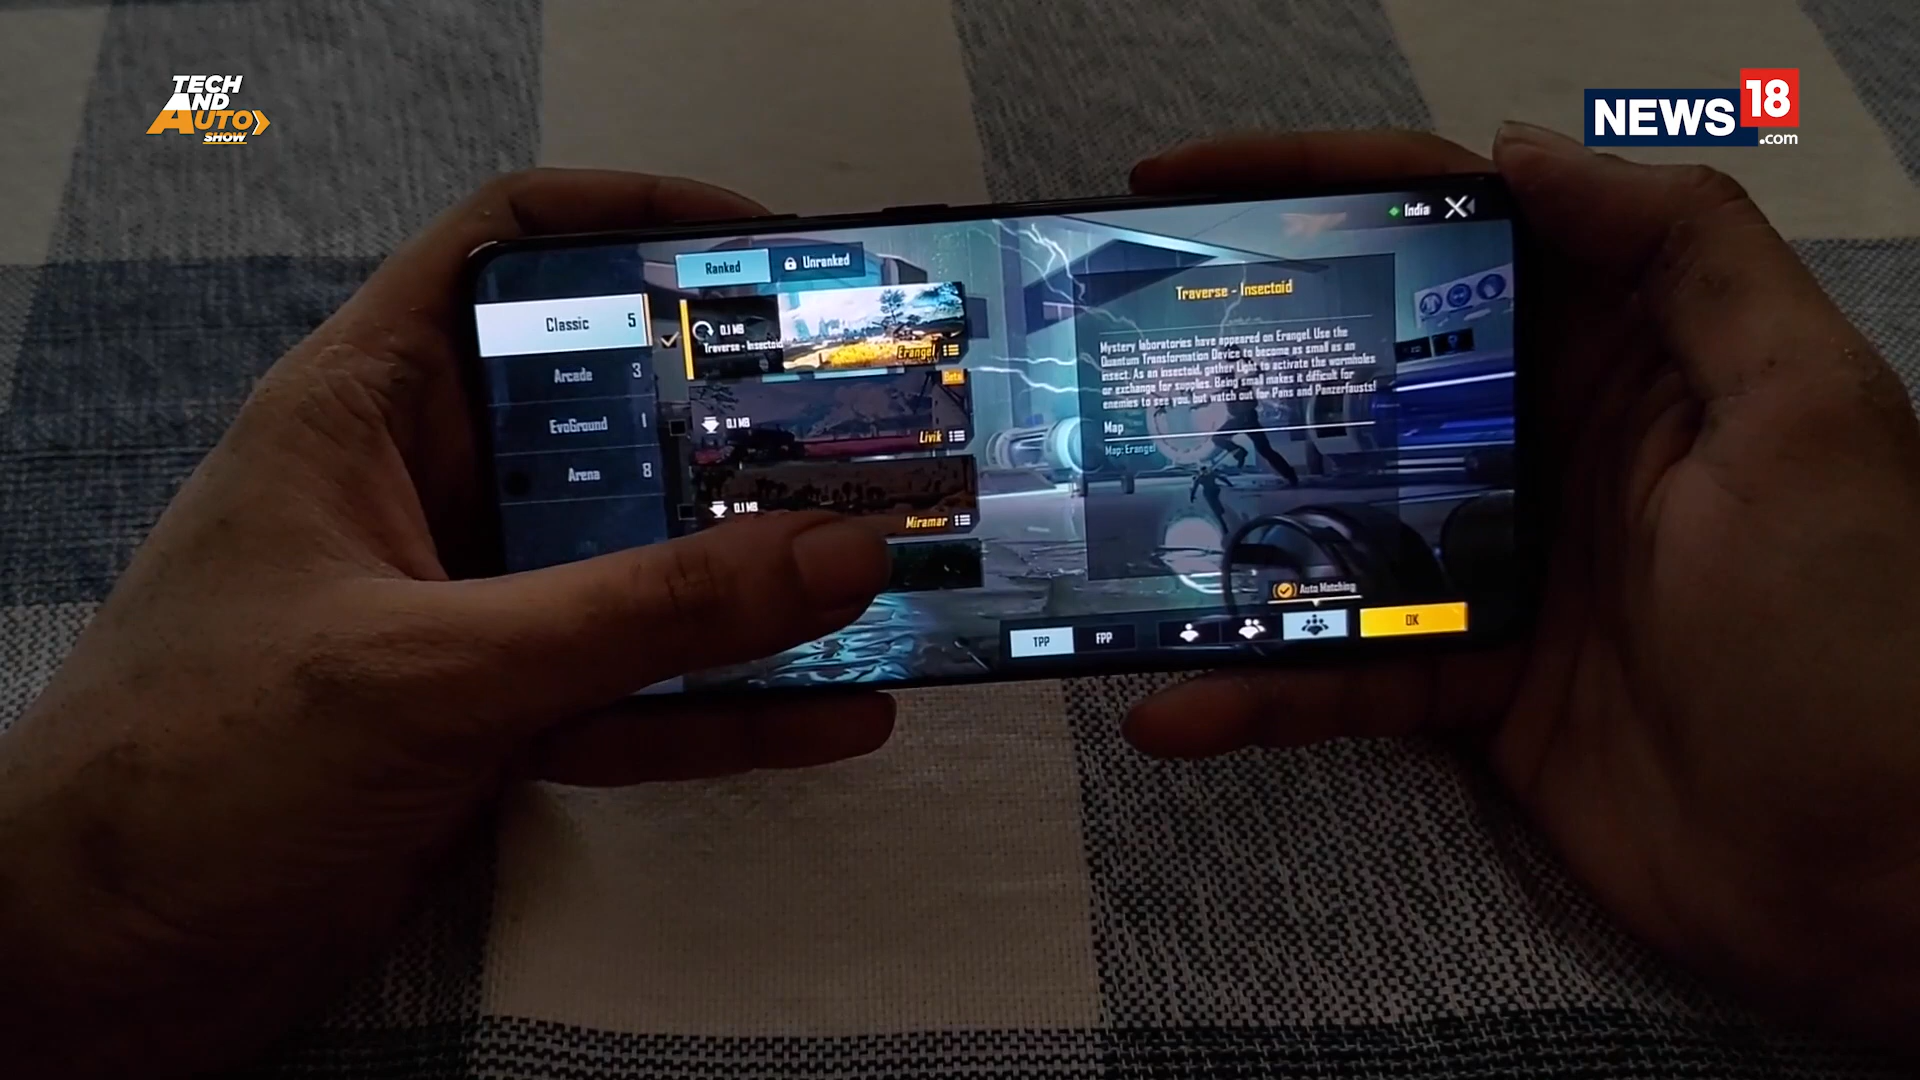 TECH
AND
AUTO
SHOW
NEWS 18
.com
India
Ranked
Unranked
Classic 5
Arcade 3
EvoGround 1
Arena 8
0.1 MB
Traverse - Insectoid
Erangel
Beta
0.1 MB
Livik
0.1 MB
Miramar
Traverse - Insectoid
Mystery laboratories have appeared on Erangel. Use the
Quantum Transformation Device to become as small as an
insect. As an insectoid, gather Light to activate the wormholes
or exchange for supplies. Being small makes it difficult for
enemies to see you, but watch out for Pans and Panzerfausts!
Map
Map: Erangel
Auto Matching
TPP
FPP
OK